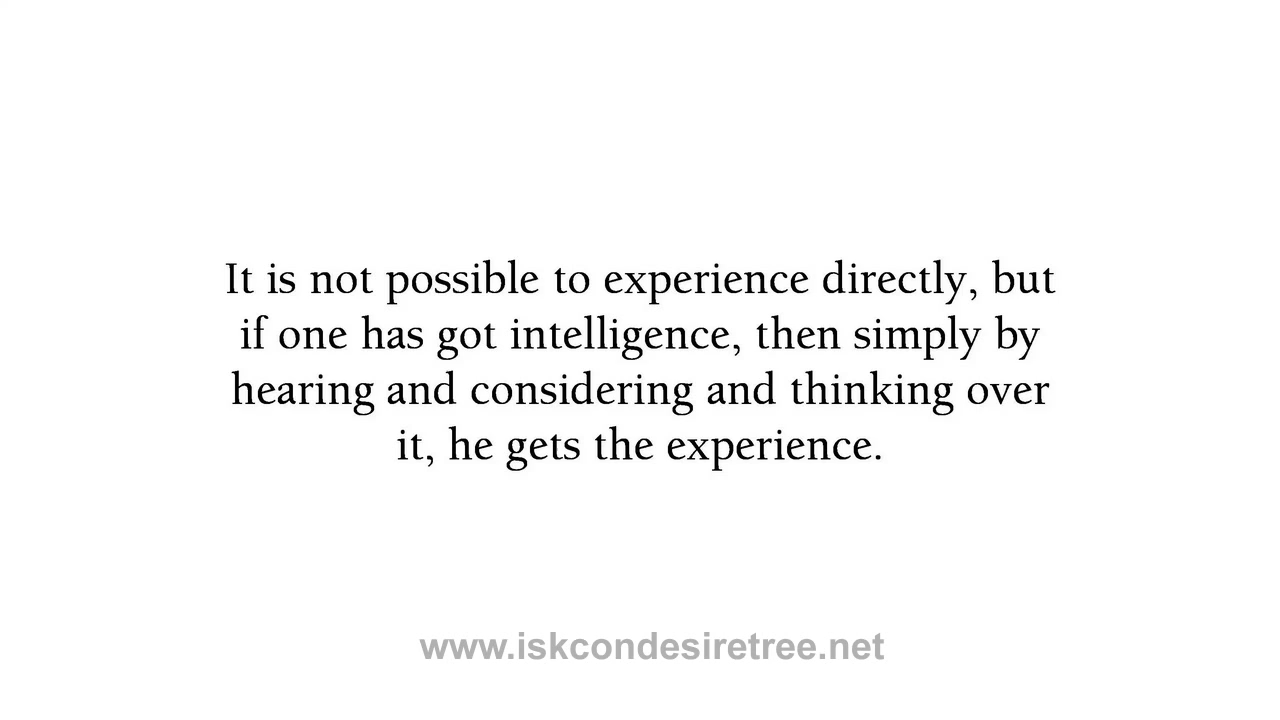 It is not possible to experience directly, but
if one has got intelligence, then simply by
hearing and considering and thinking over
it, he gets the experience.
www.iskcondesiretree.net